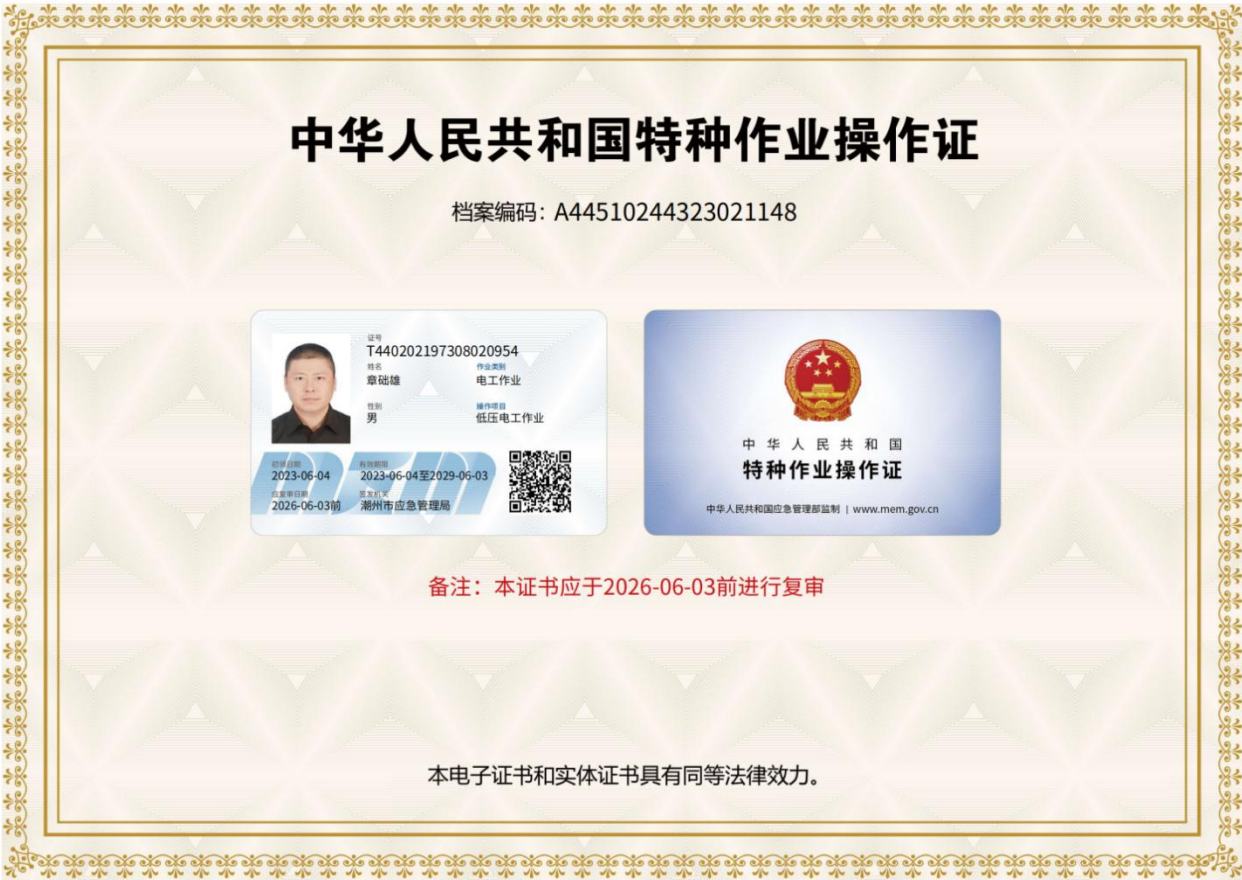 中华人民共和国特种作业操作证
档案编码：A44510244323021148
证号
T440202197308020954
姓名
章础雄
作业类别
电工作业
性别
男
操作项目
低压电工作业
初领日期
2023-06-04
有效期限
2023-06-04至2029-06-03
应复审日期
2026-06-03前
签发机关
潮州市应急管理局
中华人民共和国
特种作业操作证
中华人民共和国应急管理部监制 | www.mem.gov.cn
备注：本证书应于2026-06-03前进行复审
本电子证书和实体证书具有同等法律效力。